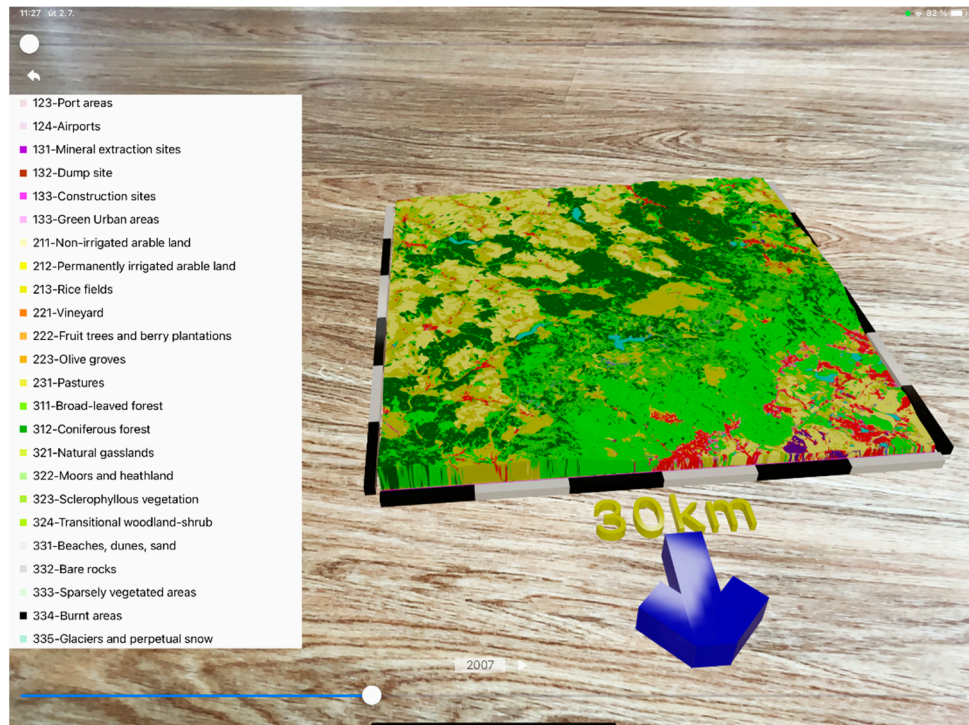 11:27 út 2.7.
82 %
123-Port areas
124-Airports
131-Mineral extraction sites
132-Dump site
133-Construction sites
133-Green Urban areas
211-Non-irrigated arable land
212-Permanently irrigated arable land
213-Rice fields
221-Vineyard
222-Fruit trees and berry plantations
223-Olive groves
231-Pastures
311-Broad-leaved forest
312-Coniferous forest
321-Natural gasslands
322-Moors and heathland
323-Sclerophyllous vegetation
324-Transitional woodland-shrub
331-Beaches, dunes, sand
332-Bare rocks
333-Sparsely vegetated areas
334-Burnt areas
335-Glaciers and perpetual snow
30km
2007